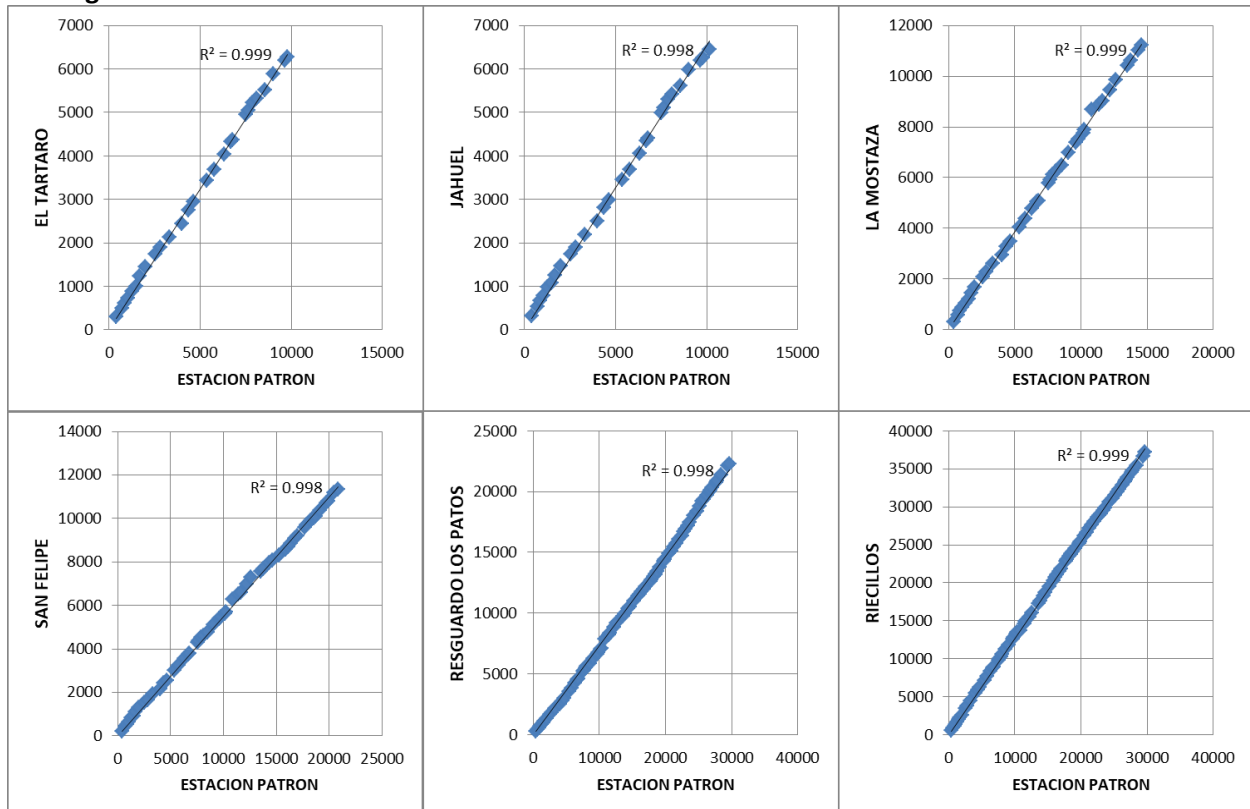 7000
6000
5000
4000
3000
2000
1000
0
EL TARTARO
R² = 0.999
0 5000 10000 15000
ESTACION PATRON
7000
6000
5000
4000
3000
2000
1000
0
JAHUEL
R² = 0.998
0 5000 10000 15000
ESTACION PATRON
12000
10000
8000
6000
4000
2000
0
LA MOSTAZA
R² = 0.999
0 5000 10000 15000 20000
ESTACION PATRON
14000
12000
10000
8000
6000
4000
2000
0
SAN FELIPE
R² = 0.998
0 5000 10000 15000 20000 25000
ESTACION PATRON
25000
20000
15000
10000
5000
0
RESGUARDO LOS PATOS
R² = 0.998
0 10000 20000 30000 40000
ESTACION PATRON
40000
35000
30000
25000
20000
15000
10000
5000
0
RIECILLOS
R² = 0.999
0 10000 20000 30000 40000
ESTACION PATRON